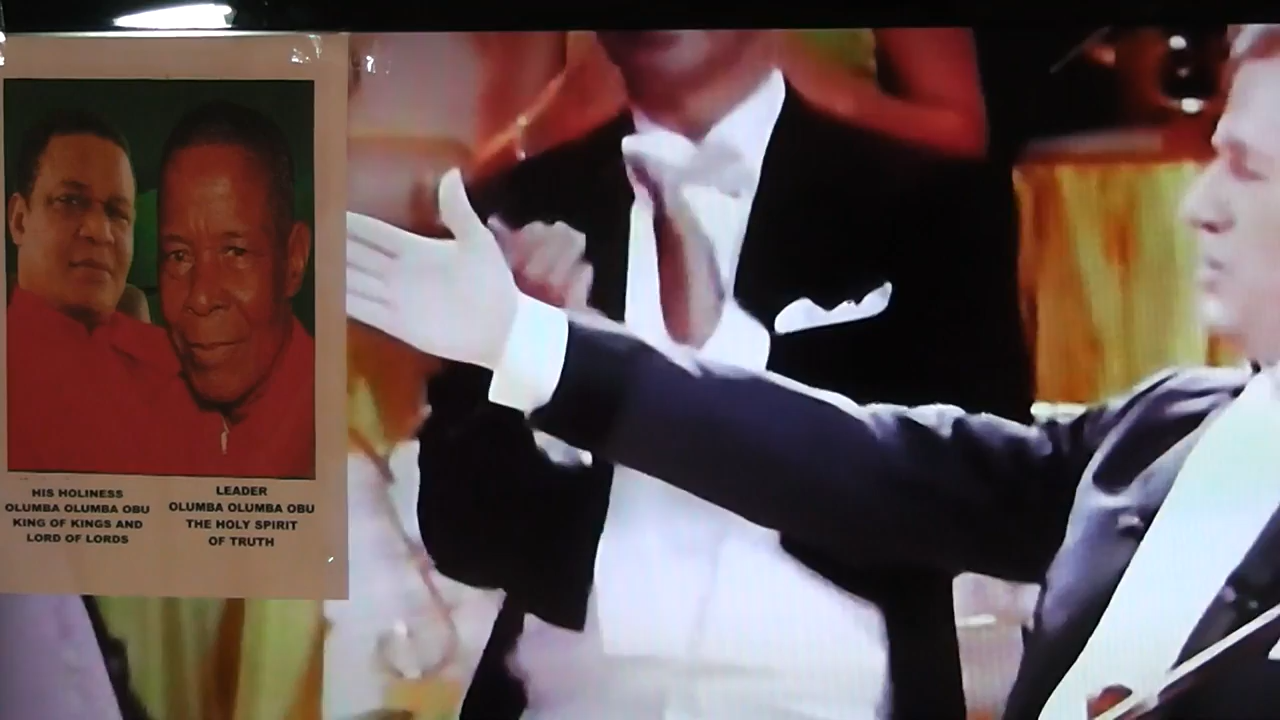 HIS HOLINESS
OLUMBA OLUMBA OBU
KING OF KINGS AND
LORD OF LORDS
LEADER
OLUMBA OLUMBA OBU
THE HOLY SPIRIT
OF TRUTH